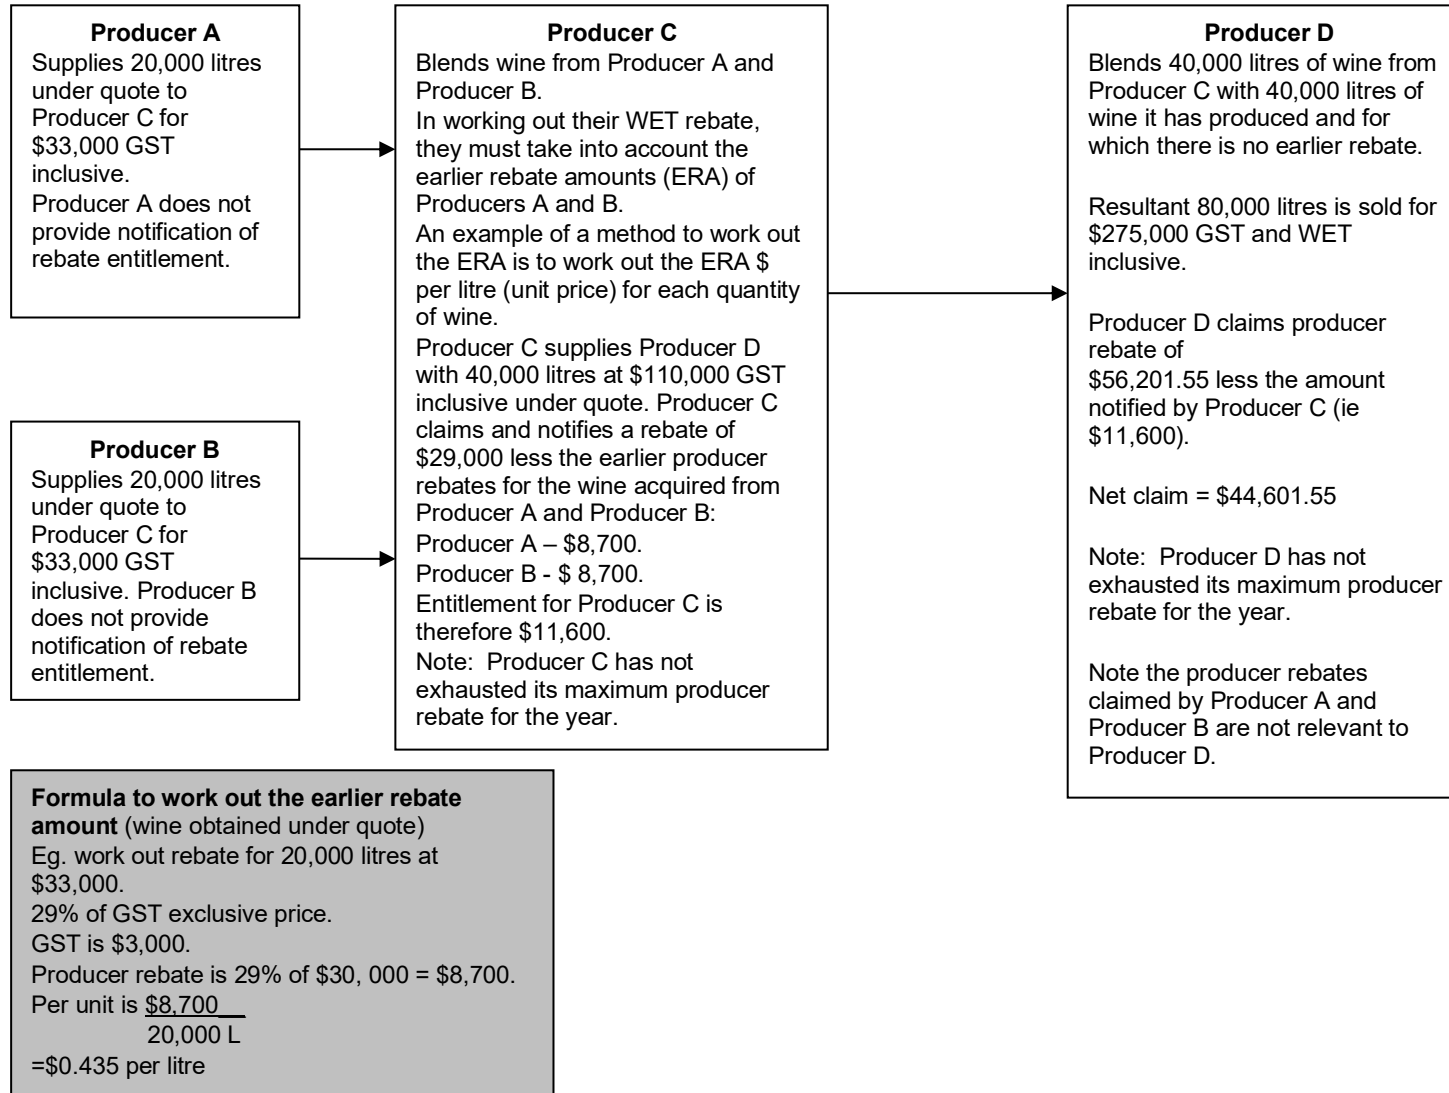 Producer A
Supplies 20,000 litres
under quote to
Producer C for
$33,000 GST
inclusive.
Producer A does not
provide notification of
rebate entitlement.
Producer B
Supplies 20,000 litres
under quote to
Producer C for
$33,000 GST
inclusive. Producer B
does not provide
notification of rebate
entitlement.
Producer C
Blends wine from Producer A and
Producer B.
In working out their WET rebate,
they must take into account the
earlier rebate amounts (ERA) of
Producers A and B.
An example of a method to work out
the ERA is to work out the ERA $
per litre (unit price) for each quantity
of wine.
Producer C supplies Producer D
with 40,000 litres at $110,000 GST
inclusive under quote. Producer C
claims and notifies a rebate of
$29,000 less the earlier producer
rebates for the wine acquired from
Producer A and Producer B:
Producer A – $8,700.
Producer B - $ 8,700.
Entitlement for Producer C is
therefore $11,600.
Note:  Producer C has not
exhausted its maximum producer
rebate for the year.
Producer D
Blends 40,000 litres of wine from
Producer C with 40,000 litres of
wine it has produced and for
which there is no earlier rebate.
Resultant 80,000 litres is sold for
$275,000 GST and WET
inclusive.
Producer D claims producer
rebate of
$56,201.55 less the amount
notified by Producer C (ie
$11,600).
Net claim = $44,601.55
Note:  Producer D has not
exhausted its maximum producer
rebate for the year.
Note the producer rebates
claimed by Producer A and
Producer B are not relevant to
Producer D.
Formula to work out the earlier rebate
amount (wine obtained under quote)
Eg. work out rebate for 20,000 litres at
$33,000.
29% of GST exclusive price.
GST is $3,000.
Producer rebate is 29% of $30, 000 = $8,700.
Per unit is $8,700__
20,000 L
=$0.435 per litre